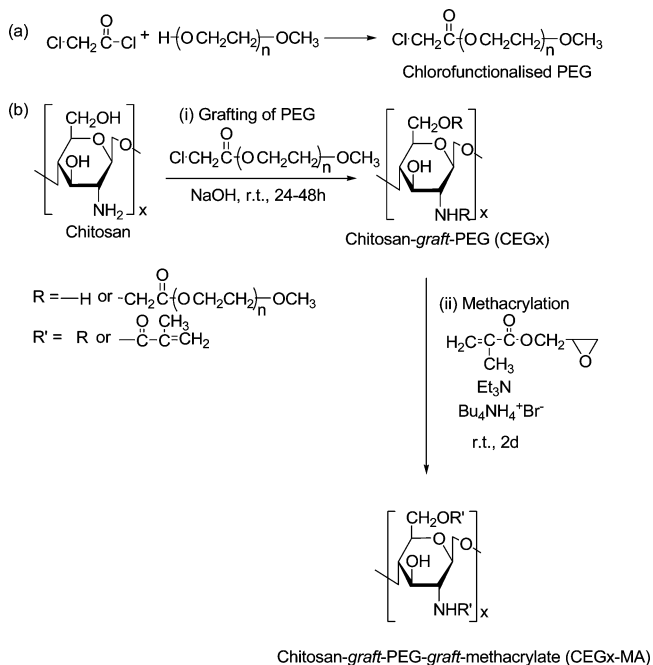 (a) Cl·CH₂C(=O)-Cl + H-(OCH₂CH₂)n-OCH₃ Cl·CH₂C(=O)-(OCH₂CH₂)n-OCH₃
Chlorofunctionalised PEG
(b) (i) Grafting of PEG
Cl·CH₂C(=O)-(OCH₂CH₂)n-OCH₃
NaOH, r.t., 24-48h
CH₂OH
O
O
OH
NH₂
x
Chitosan
CH₂OR
O
O
OH
NHR
x
Chitosan-graft-PEG (CEGx)
R = —H or -CH₂C(=O)-(OCH₂CH₂)n-OCH₃
R' = R or —C(=O)-C(CH₃)=CH₂
(ii) Methacrylation
H₂C=C(CH₃)-C(=O)-OCH₂ O
Et₃N
Bu₄NH₄⁺Br⁻
r.t., 2d
CH₂OR'
O
O
OH
NHR'
x
Chitosan-graft-PEG-graft-methacrylate (CEGx-MA)